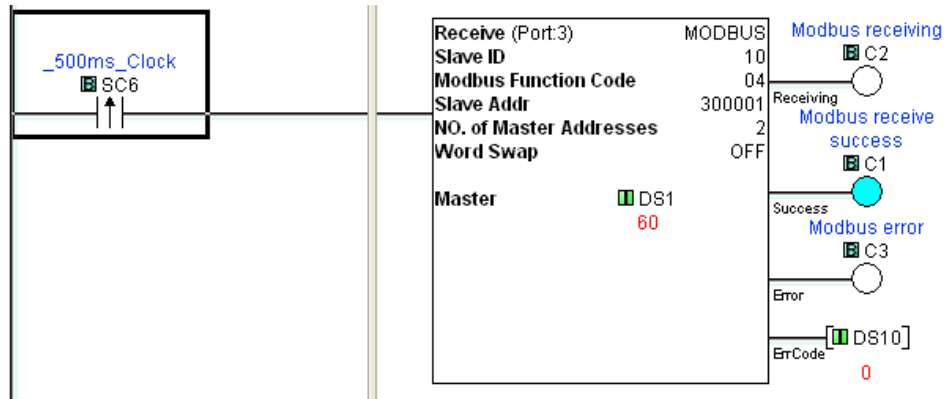 _500ms_Clock
SC6
Receive (Port:3) MODBUS
Slave ID 10
Modbus Function Code 04
Slave Addr 300001
NO. of Master Addresses 2
Word Swap OFF
Master DS1
60
Modbus receiving
C2
Receiving
Modbus receive
success
C1
Success
Modbus error
C3
Error
DS10
ErrCode
0